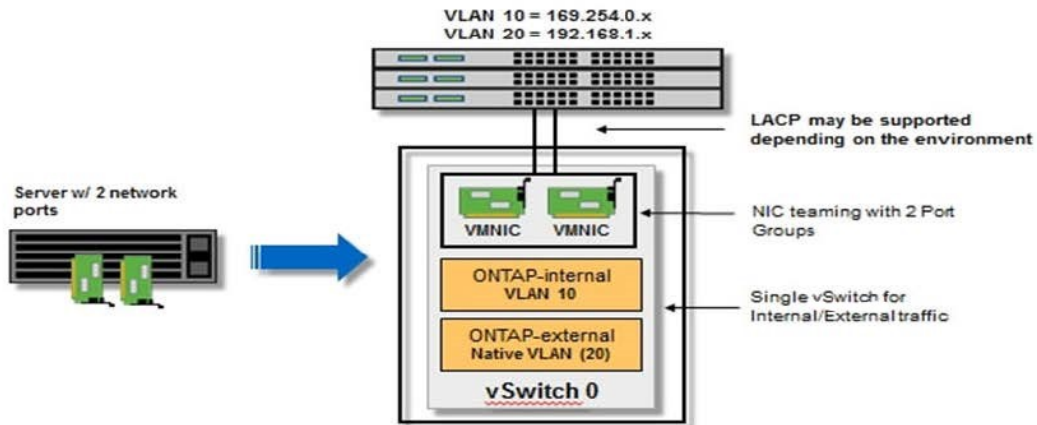 VLAN 10 = 169.254.0.x
VLAN 20 = 192.168.1.x
LACP may be supported
depending on the environment
Server w/ 2 network
ports
VMNIC
VMNIC
NIC teaming with 2 Port
Groups
ONTAP-internal
VLAN 10
Single vSwitch for
Internal/External traffic
ONTAP-external
Native VLAN (20)
vSwitch 0